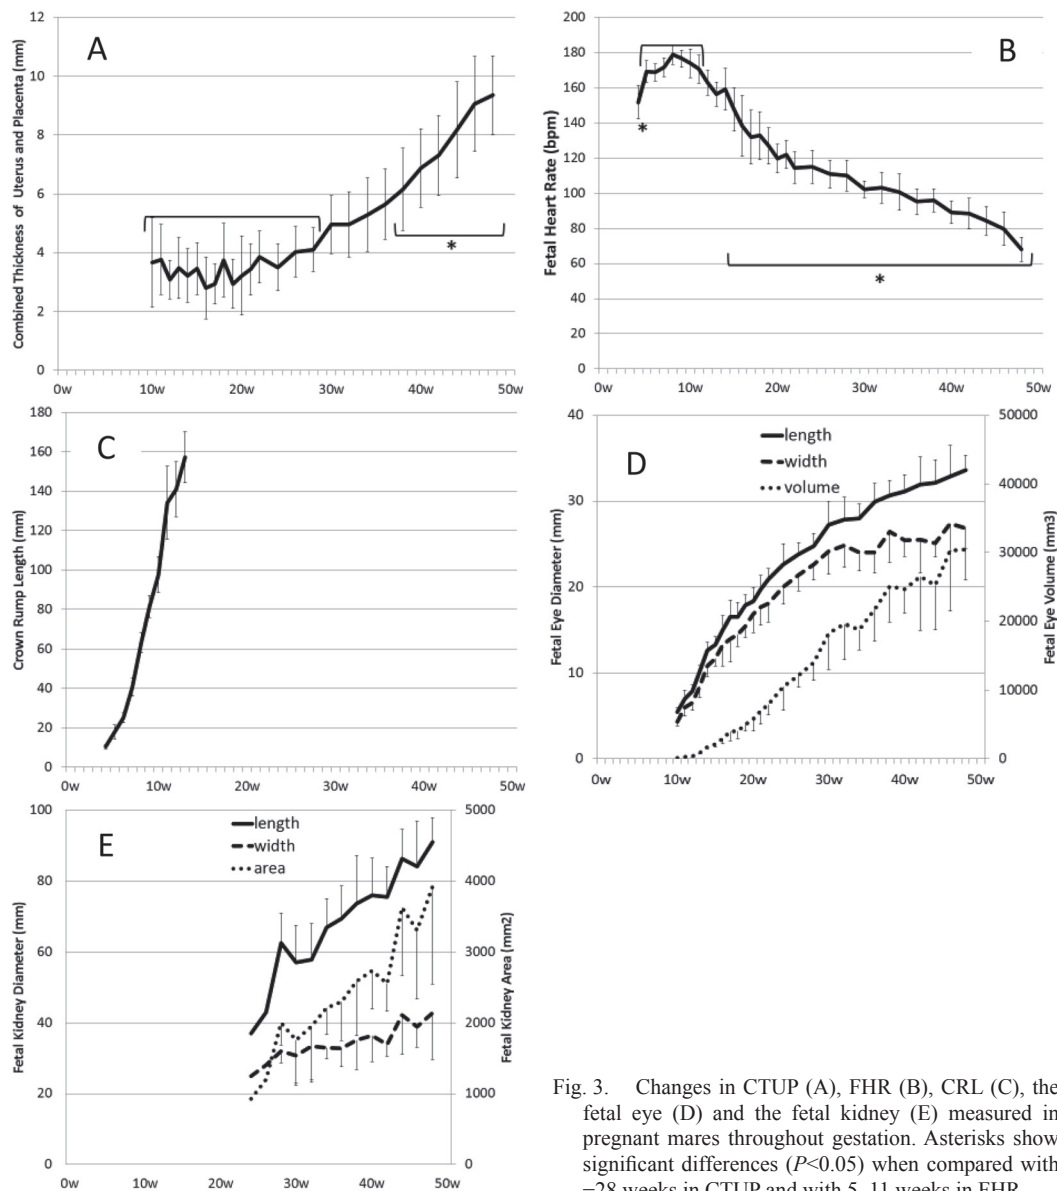 A
Combined Thickness of Uterus and Placenta (mm)
12
10
8
6
4
2
0
*
0w 10w 20w 30w 40w 50w
B
Fetal Heart Rate (bpm)
200
180
160
140
120
100
80
60
40
20
0
*
*
0w 10w 20w 30w 40w 50w
C
Crown Rump Length (mm)
180
160
140
120
100
80
60
40
20
0
0w 10w 20w 30w 40w 50w
D
length
width
volume
Fetal Eye Diameter (mm)
40
30
20
10
0
50000
40000
30000
20000
10000
0
Fetal Eye Volume (mm3)
0w 10w 20w 30w 40w 50w
E
length
width
area
Fetal Kidney Diameter (mm)
100
80
60
40
20
0
5000
4000
3000
2000
1000
0
Fetal Kidney Area (mm2)
0w 10w 20w 30w 40w 50w
Fig. 3. Changes in CTUP (A), FHR (B), CRL (C), the
fetal eye (D) and the fetal kidney (E) measured in
pregnant mares throughout gestation. Asterisks show
significant differences (P<0.05) when compared with
28 weeks in CTUP and with 5 11 weeks in FHR